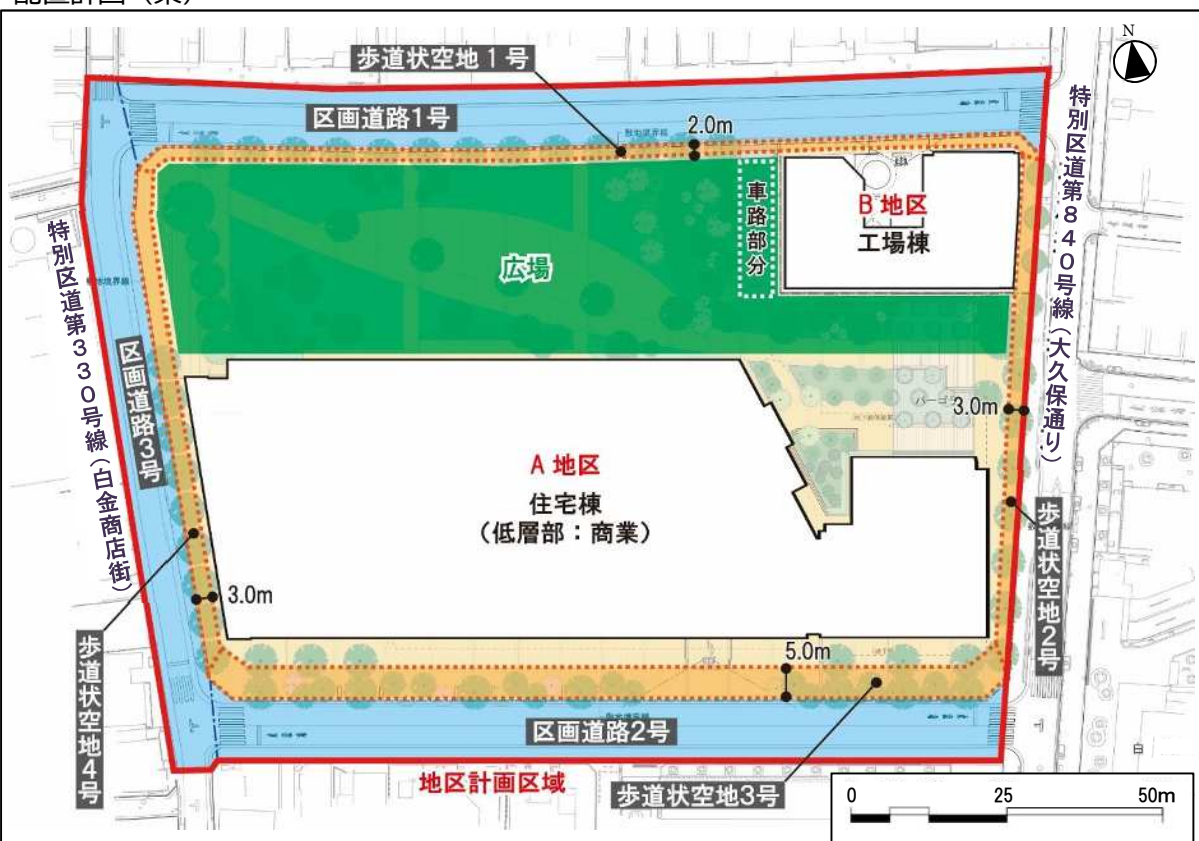 N
歩道状空地1号
区画道路1号
2.0m
車路部分
B 地区
工場棟
広場
特別区道第330号線(白金商店街)
特別区道第840号線(大久保通り)
区画道路3号
パーゴラ
3.0m
A 地区
住宅棟
(低層部:商業)
3.0m
歩道状空地2号
歩道状空地4号
5.0m
区画道路2号
地区計画区域
歩道状空地3号
白
0 25 50m